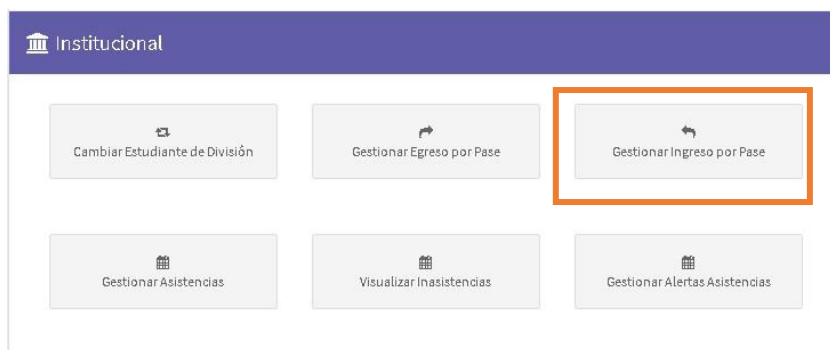 Institucional
Cambiar Estudiante de División
Gestionar Egreso por Pase
Gestionar Ingreso por Pase
Gestionar Asistencias
Visualizar Inasistencias
Gestionar Alertas Asistencias